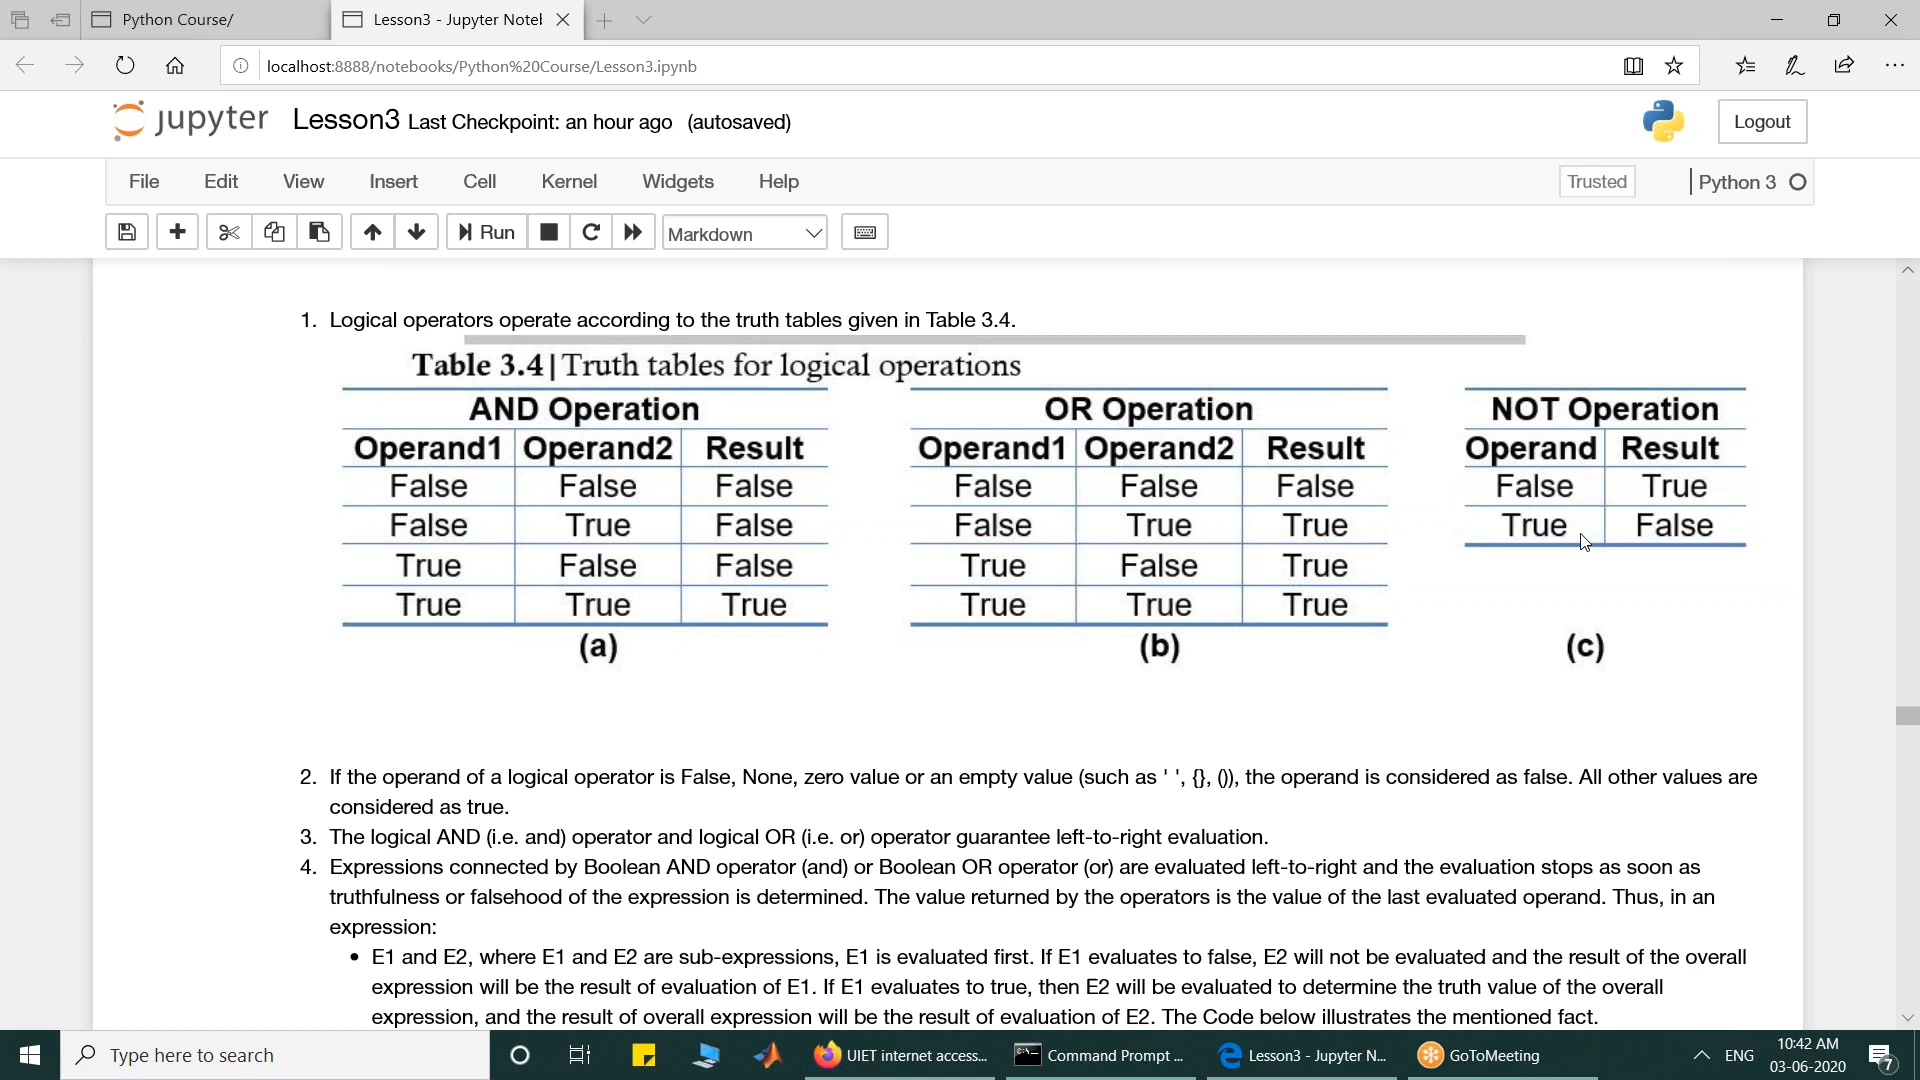 Python Course/
Lesson3 - Jupyter Notel
localhost:8888/notebooks/Python%20Course/Lesson3.ipynb
jupyter Lesson3 Last Checkpoint: an hour ago (autosaved)
Logout
File Edit View Insert Cell Kernel Widgets Help
Trusted
Python 3
Run
Markdown
1. Logical operators operate according to the truth tables given in Table 3.4.
Table 3.4|Truth tables for logical operations
AND Operation
Operand1 Operand2 Result
False False False
False True False
True False False
True True True
(a)
OR Operation
Operand1 Operand2 Result
False False False
False True True
True False True
True True True
(b)
NOT Operation
Operand Result
False True
True False
(c)
2. If the operand of a logical operator is False, None, zero value or an empty value (such as ' ', {}, ()), the operand is considered as false. All other values are
considered as true.
3. The logical AND (i.e. and) operator and logical OR (i.e. or) operator guarantee left-to-right evaluation.
4. Expressions connected by Boolean AND operator (and) or Boolean OR operator (or) are evaluated left-to-right and the evaluation stops as soon as
truthfulness or falsehood of the expression is determined. The value returned by the operators is the value of the last evaluated operand. Thus, in an
expression:
• E1 and E2, where E1 and E2 are sub-expressions, E1 is evaluated first. If E1 evaluates to false, E2 will not be evaluated and the result of the overall
expression will be the result of evaluation of E1. If E1 evaluates to true, then E2 will be evaluated to determine the truth value of the overall
expression, and the result of overall expression will be the result of evaluation of E2. The Code below illustrates the mentioned fact.
Type here to search
UIET internet access...
Command Prompt ...
Lesson3 - Jupyter N...
GoToMeeting
ENG
10:42 AM
03-06-2020
7